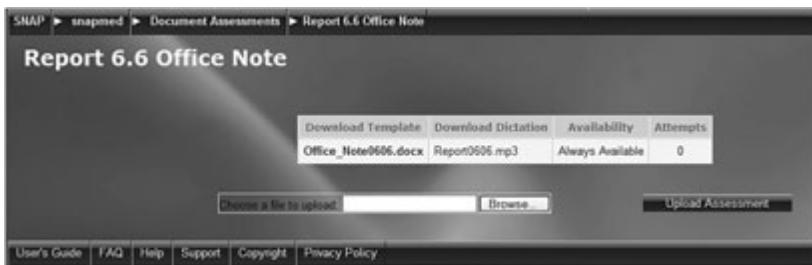 SNAP ► snapmed ► Document Assessments ► Report 6.6 Office Note
Report 6.6 Office Note
Download Template Download Dictation Availability Attempts
Office_Note0606.docx Report0606.mp3 Always Available 0
Choose a file to upload: Browse... Upload Assessment
User's Guide FAQ Help Support Copyright Privacy Policy